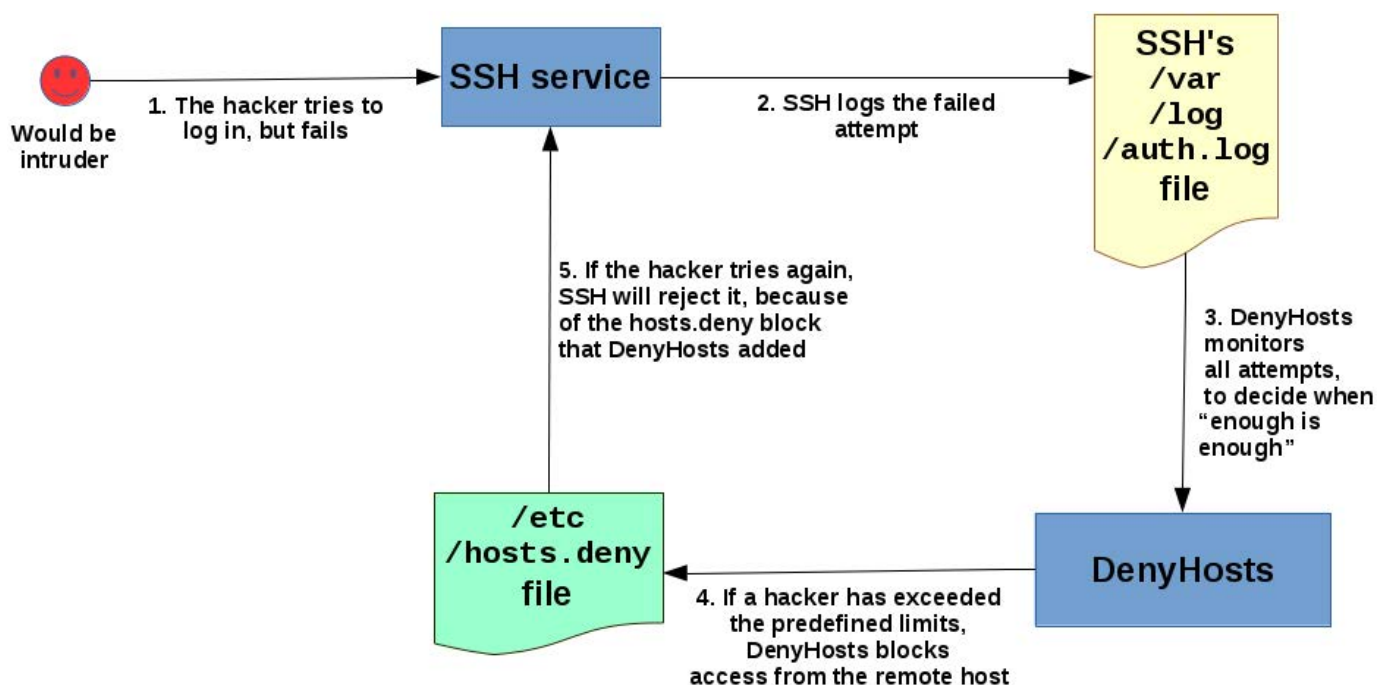 Would be
intruder
1. The hacker tries to
log in, but fails
SSH service
2. SSH logs the failed
attempt
SSH's
/var
/log
/auth.log
file
3. DenyHosts
monitors
all attempts,
to decide when
“enough is
enough”
DenyHosts
4. If a hacker has exceeded
the predefined limits,
DenyHosts blocks
access from the remote host
/etc
/hosts.deny
file
5. If the hacker tries again,
SSH will reject it, because
of the hosts.deny block
that DenyHosts added